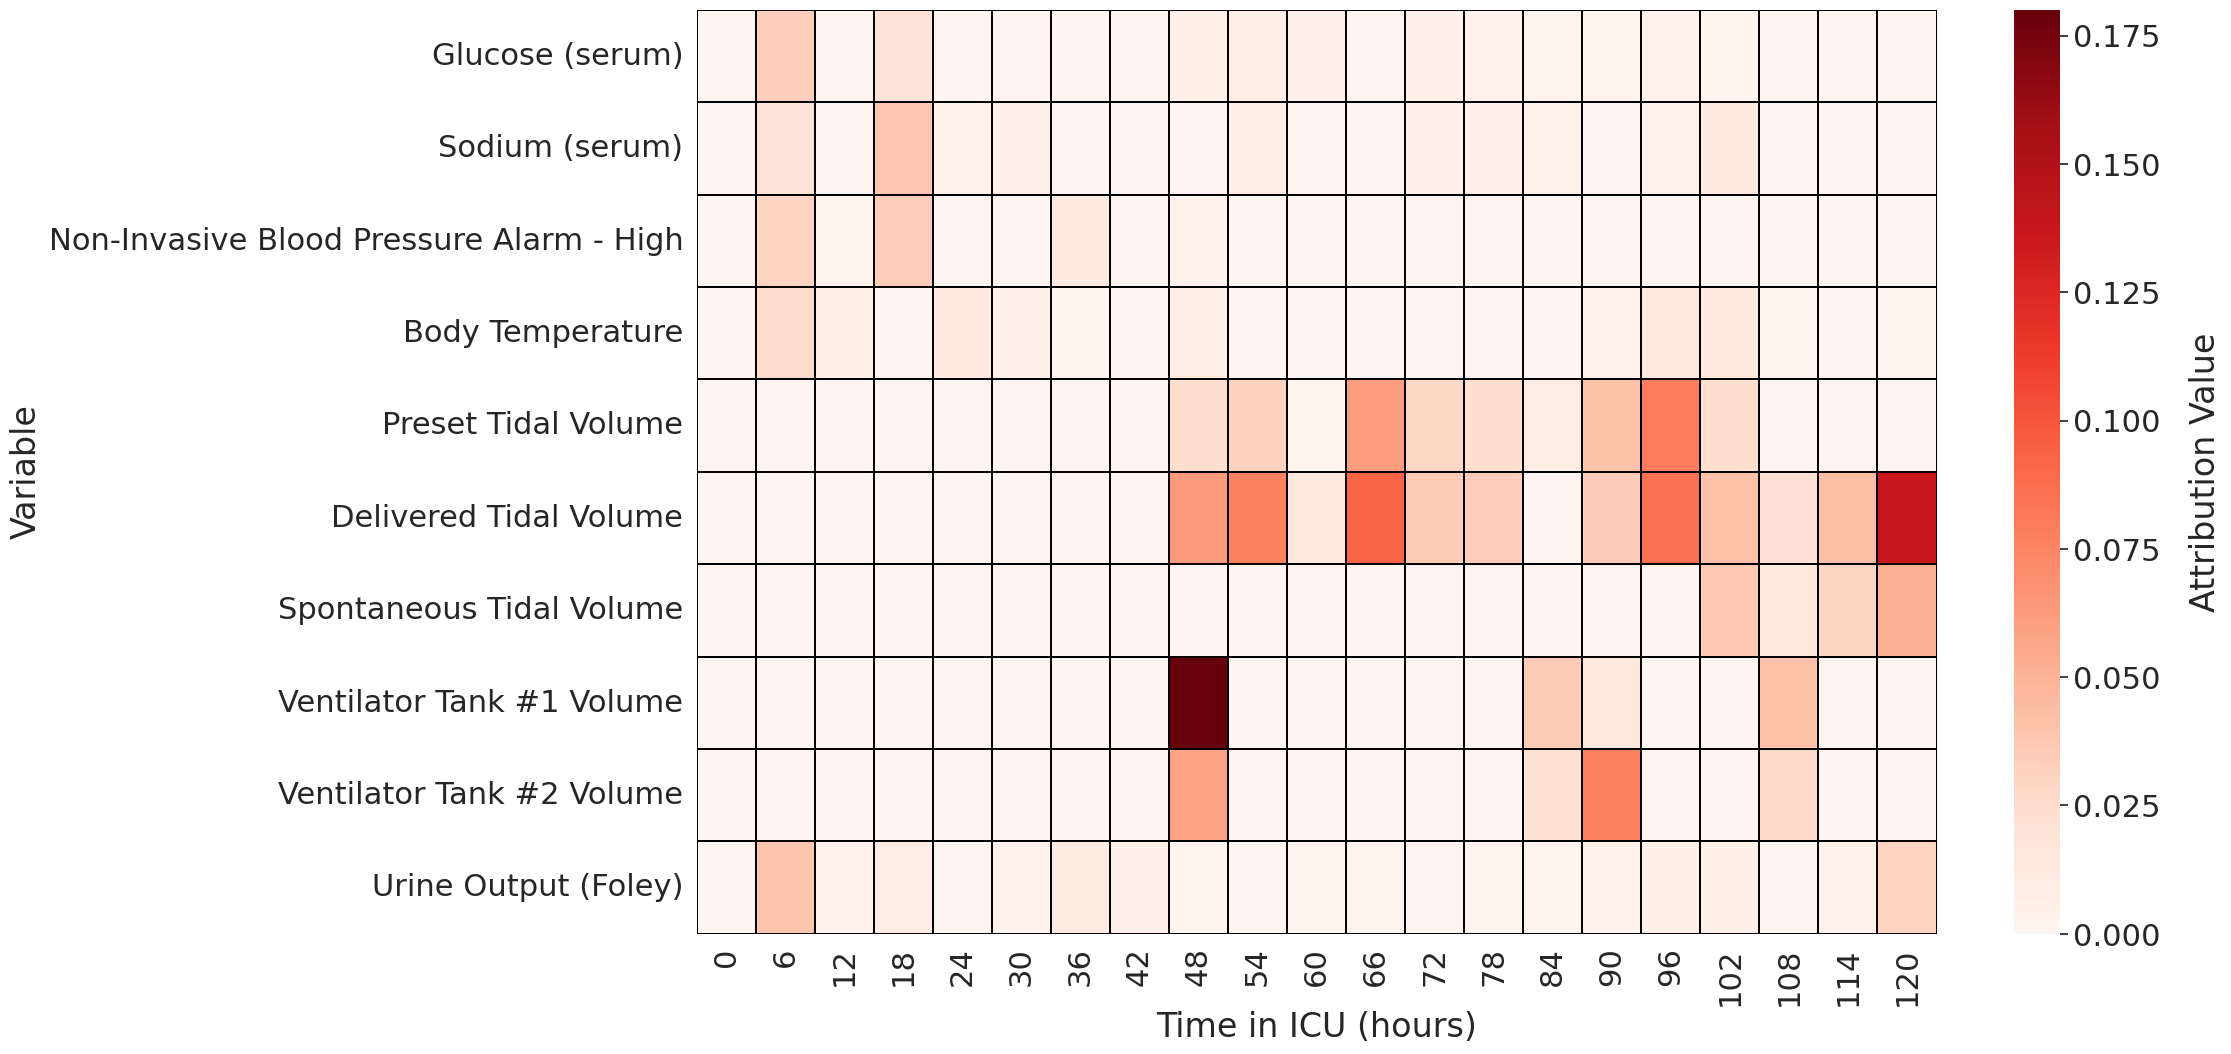 Variable
Glucose (serum)
Sodium (serum)
Non-Invasive Blood Pressure Alarm - High
Body Temperature
Preset Tidal Volume
Delivered Tidal Volume
Spontaneous Tidal Volume
Ventilator Tank #1 Volume
Ventilator Tank #2 Volume
Urine Output (Foley)
0 6 12 18 24 30 36 42 48 54 60 66 72 78 84 90 96 102 108 114 120
Time in ICU (hours)
0.175
0.150
0.125
0.100
0.075
0.050
0.025
0.000
Attribution Value